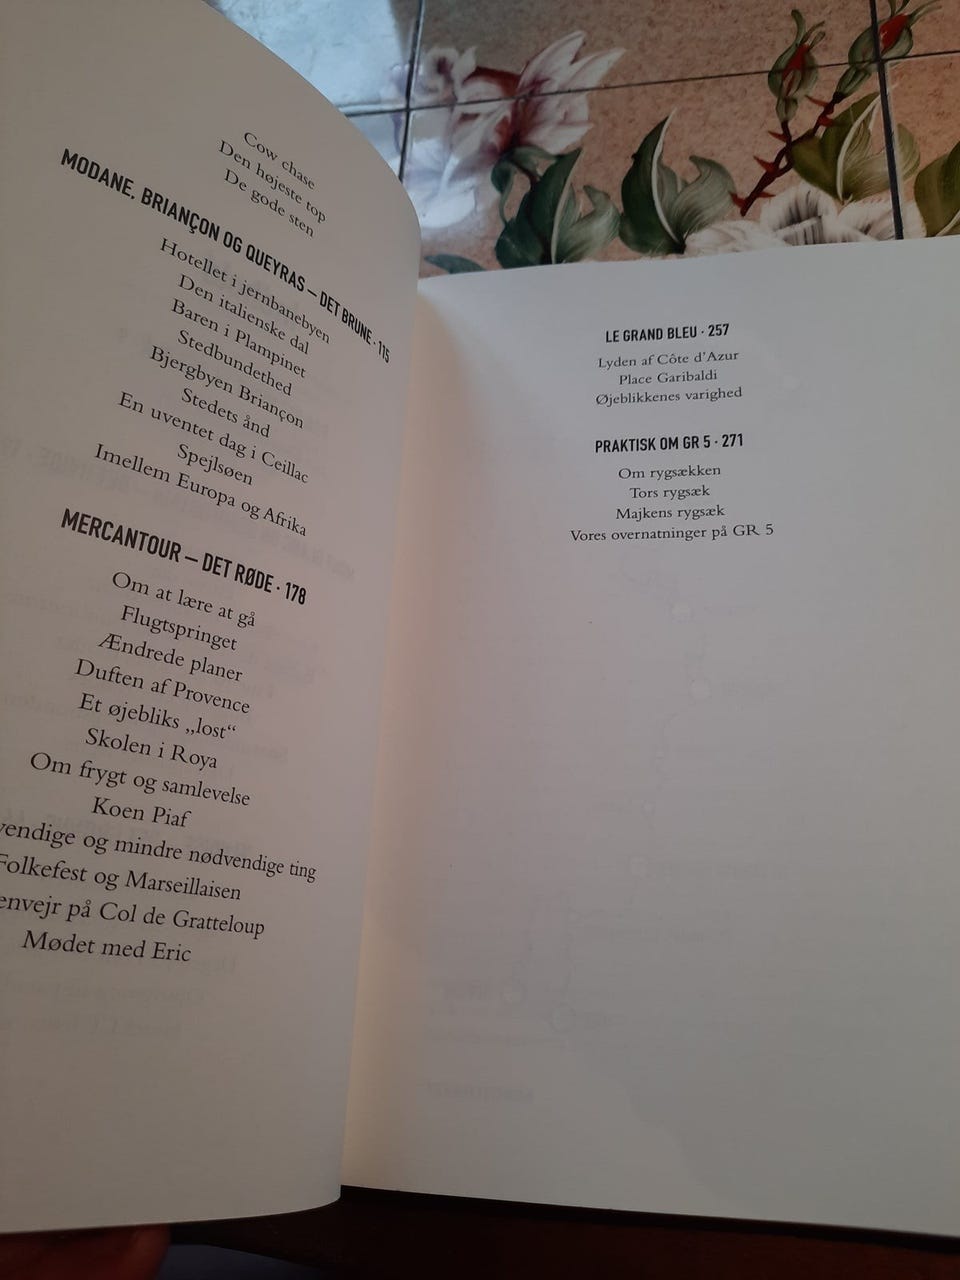 Cow chase
Den højeste top
De gode sten
MODANE, BRIANÇON OG QUEYRAS – DET BRUNE · 115
Hotellet i jernbanebyen
Den italienske dal
Baren i Plampinet
Stedbundethed
Bjergbyen Briançon
Stedets ånd
En uventet dag i Ceillac
Spejlsøen
Imellem Europa og Afrika
MERCANTOUR – DET RØDE · 178
Om at lære at gå
Flugtspringet
Ændrede planer
Duften af Provence
Et øjebliks „lost“
Skolen i Roya
Om frygt og samlevelse
Koen Piaf
vendige og mindre nødvendige ting
Folkefest og Marseillaisen
envejr på Col de Gratteloup
Mødet med Eric
LE GRAND BLEU · 257
Lyden af Côte d’Azur
Place Garibaldi
Øjeblikkenes varighed
PRAKTISK OM GR 5 · 271
Om rygsækken
Tors rygsæk
Majkens rygsæk
Vores overnatninger på GR 5